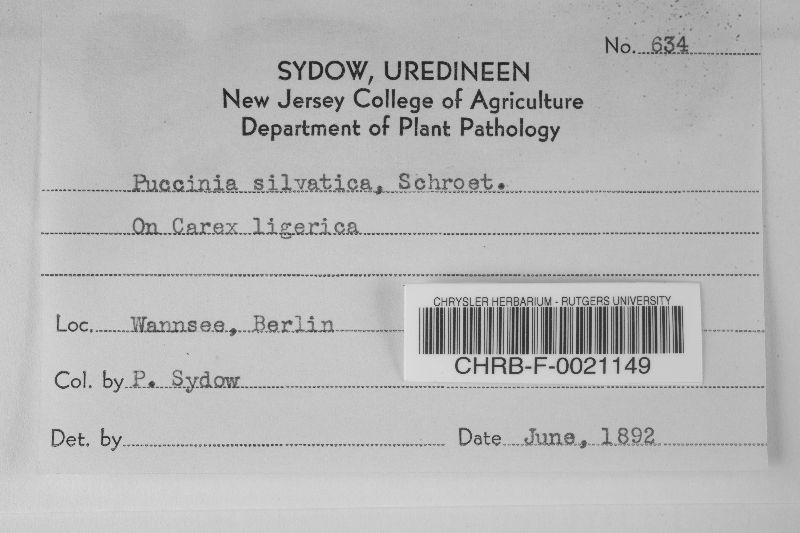 No. 634
SYDOW, UREDINEEN
New Jersey College of Agriculture
Department of Plant Pathology
Puccinia silvatica, Schroet.
On Carex ligerica
CHRYSLER HERBARIUM - RUTGERS UNIVERSITY
Loc. Wannsee, Berlin
CHRB-F-0021149
Col. by P. Sydow
Det. by
Date June, 1892